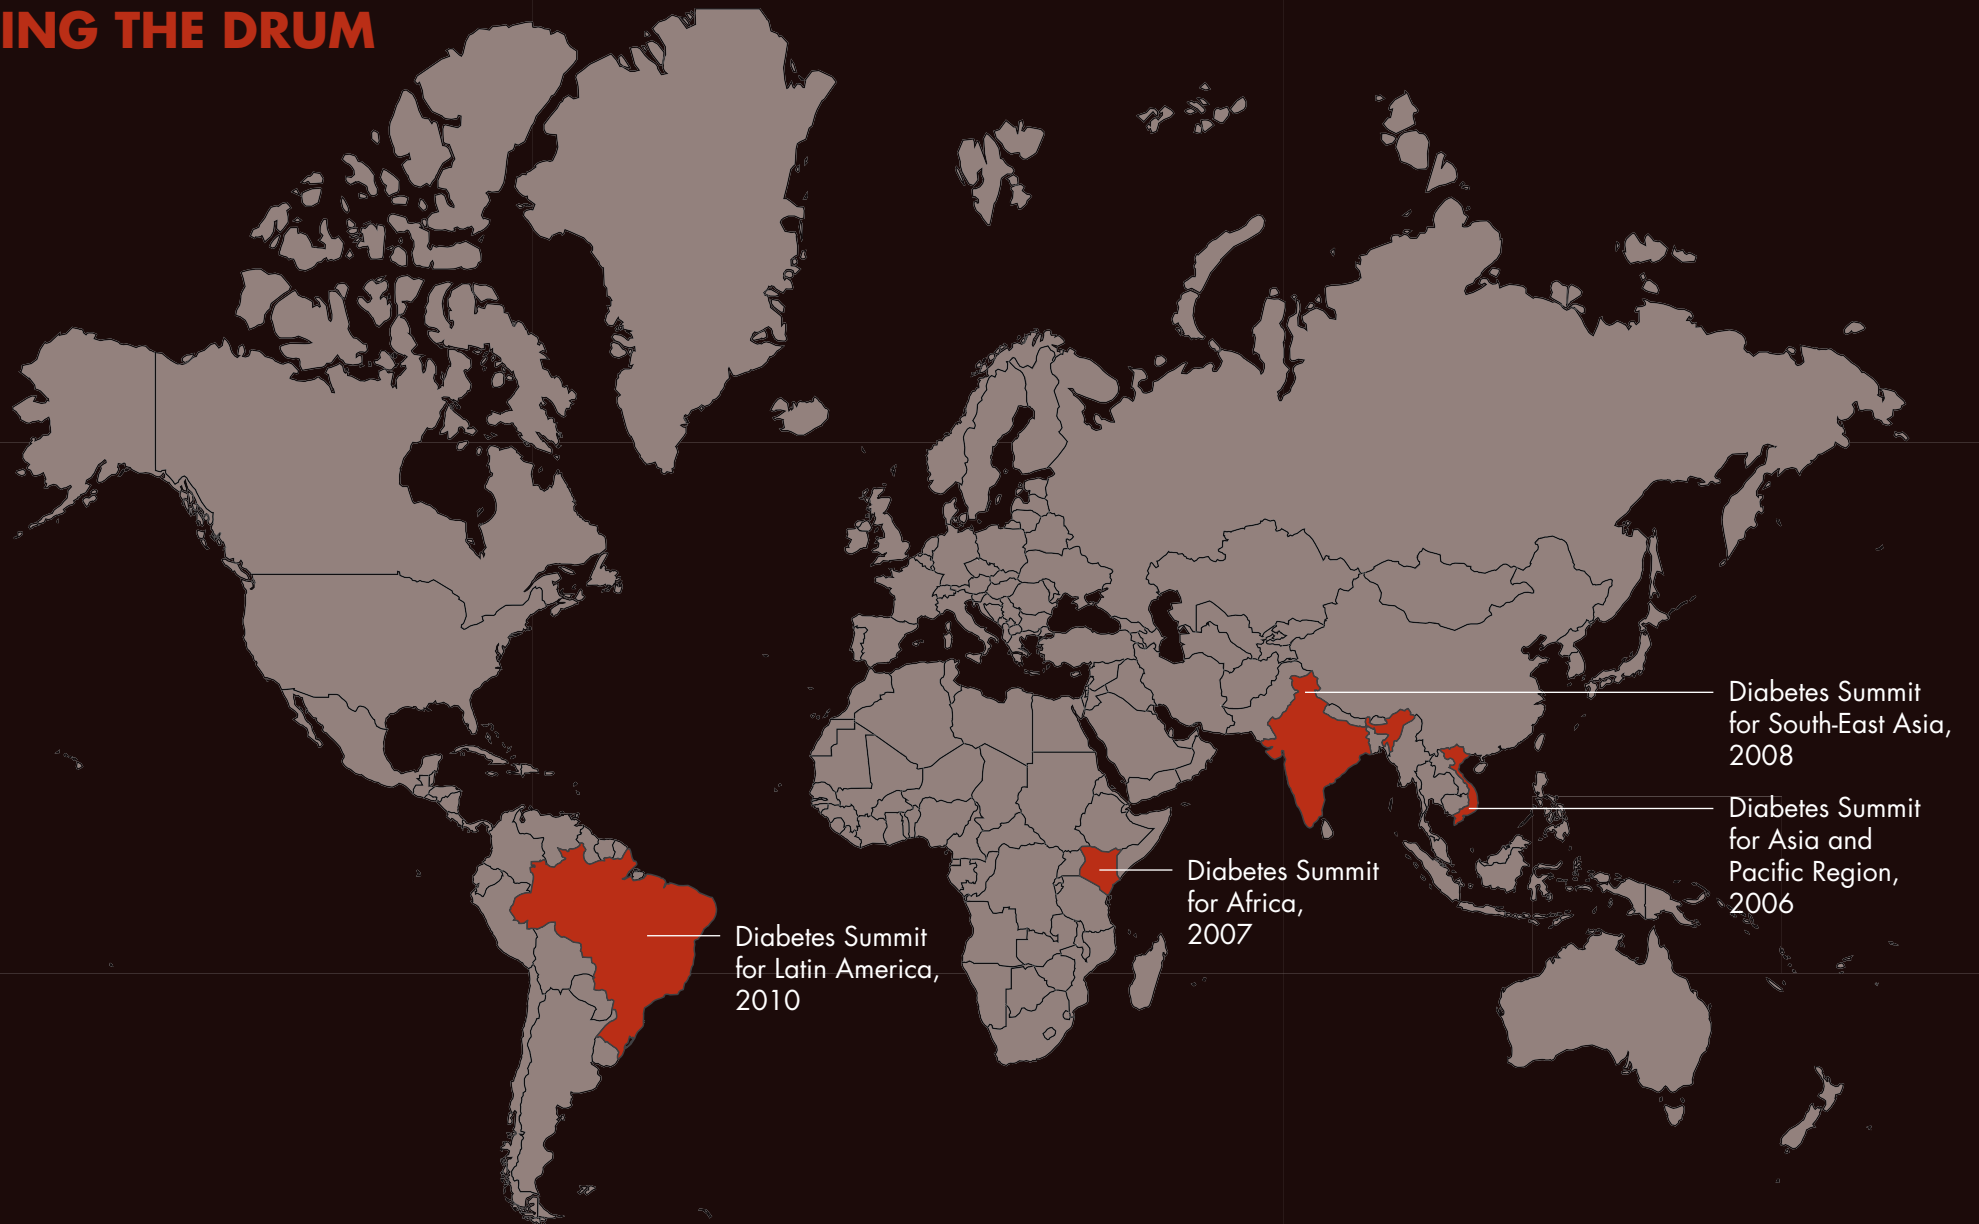 ING THE DRUM
Diabetes Summit
for South-East Asia,
2008
Diabetes Summit
for Asia and
Pacific Region,
2006
Diabetes Summit
for Africa,
2007
Diabetes Summit
for Latin America,
2010